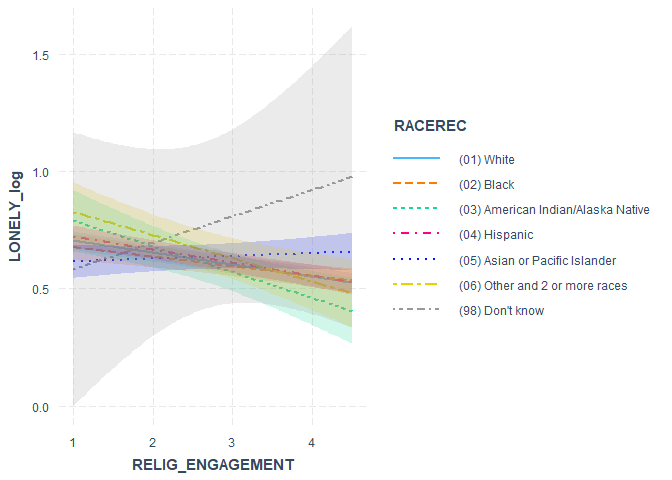 1.5
1.0
0.5
0.0
LONELY_log
1 2 3 4
RELIG_ENGAGEMENT
RACEREC
(01) White
(02) Black
(03) American Indian/Alaska Native
(04) Hispanic
(05) Asian or Pacific Islander
(06) Other and 2 or more races
(98) Don't know